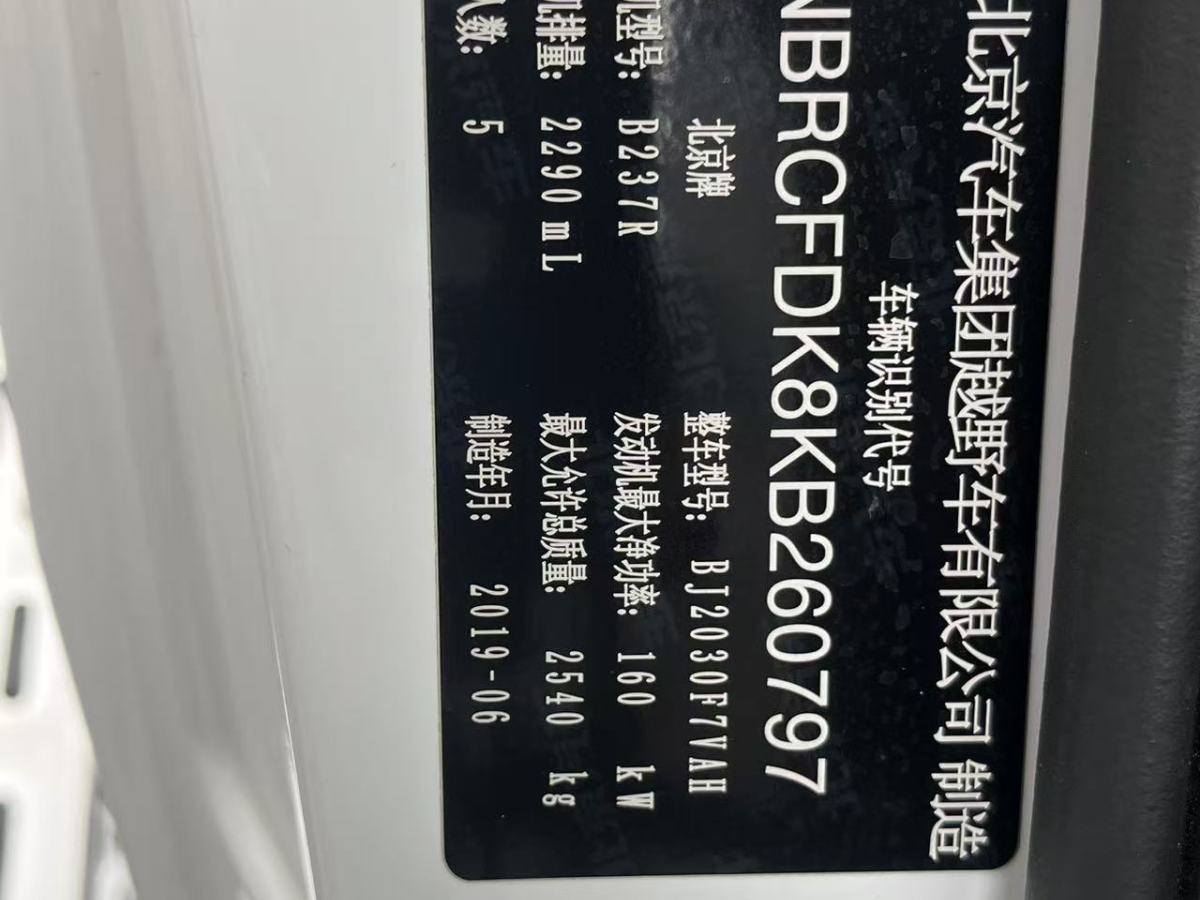 北京汽车集团越野车有限公司 制造
车辆识别代号
NBRCFDK8KB260797
北京牌 整车型号: BJ2030F7VAH
机型号: B237R 发动机最大净功率: 160 kW
机排量: 2290 mL 最大允许总质量: 2540 kg
人数: 5 制造年月: 2019-06